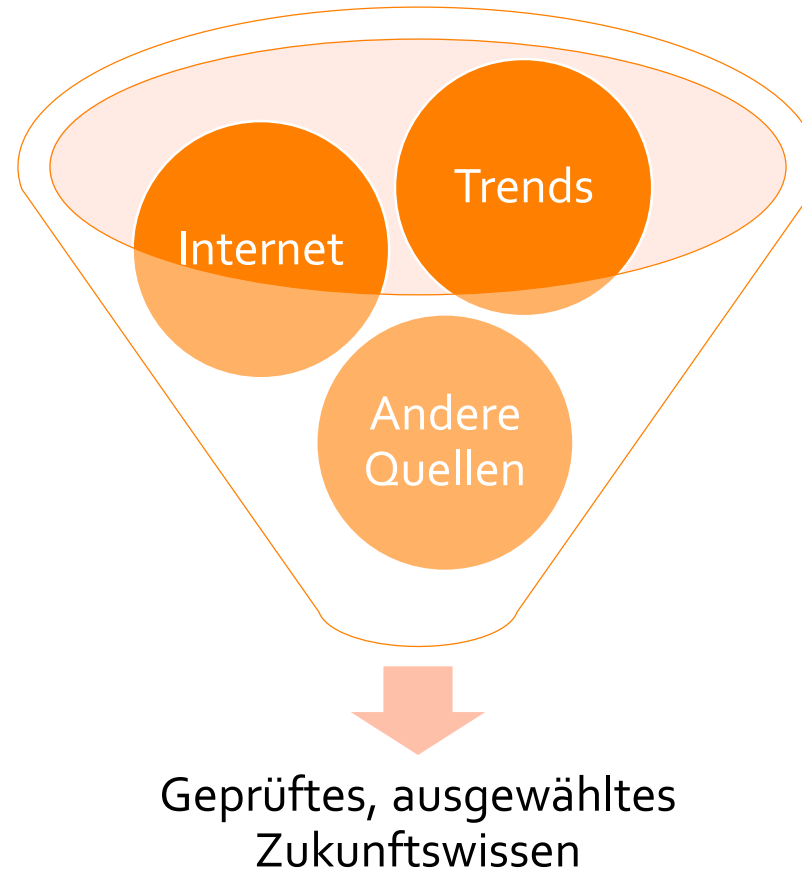 Trends
Internet
Andere
Quellen
Geprüftes, ausgewähltes
Zukunftswissen